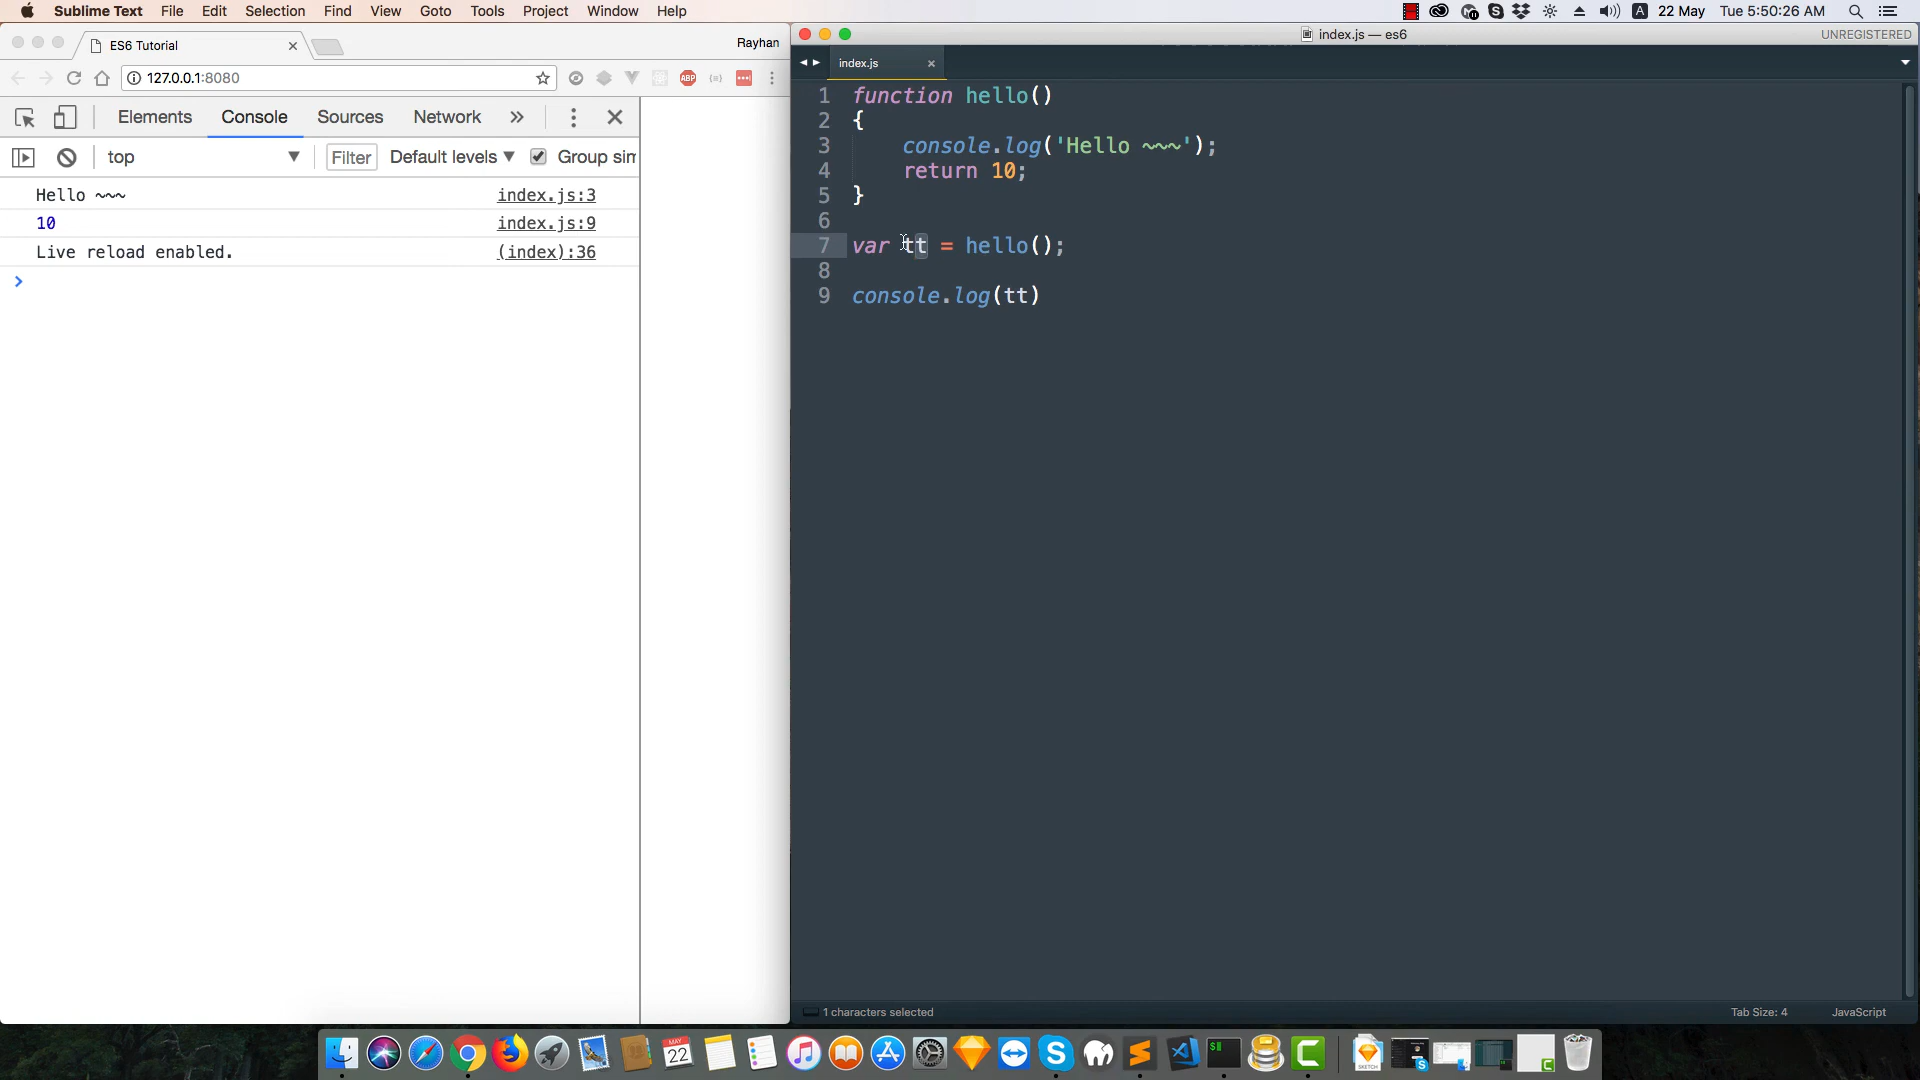 Sublime Text File Edit Selection Find View Goto Tools Project Window Help 22 May Tue 5:50:26 AM
ES6 Tutorial Rayhan
127.0.0.1:8080
Elements Console Sources Network »
top Filter Default levels Group sim
Hello ~~~ index.js:3
10 index.js:9
Live reload enabled. (index):36
>
index.js — es6 UNREGISTERED
index.js
1 function hello()
2 {
3 console.log('Hello ~~~');
4 return 10;
5 }
6
7 var tt = hello();
8
9 console.log(tt)
1 characters selected Tab Size: 4 JavaScript
MAY 22